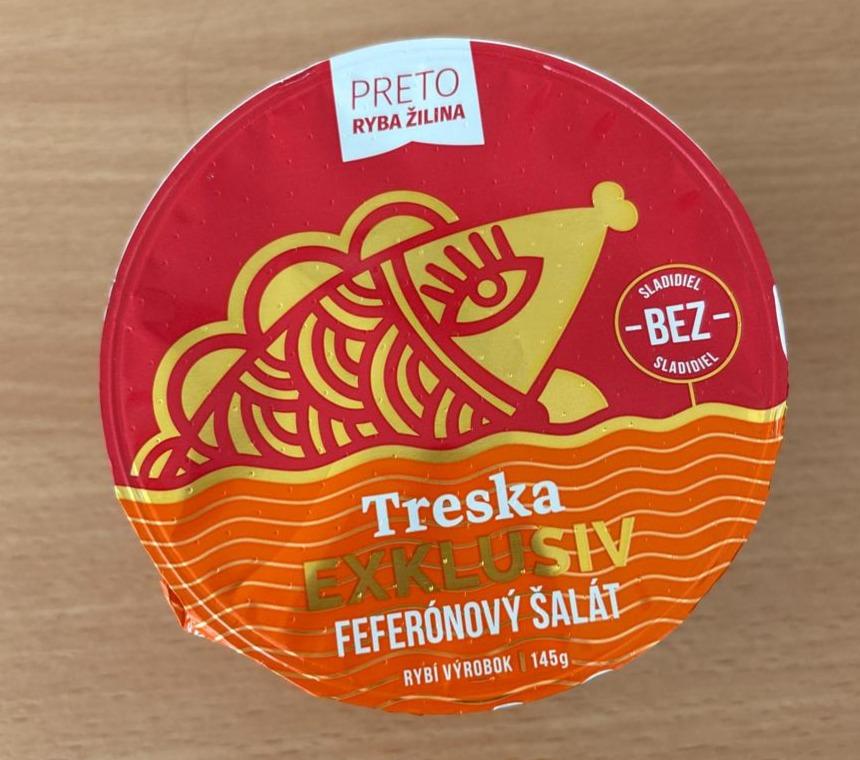 PRETO
RYBA ŽILINA
SLADIDIEL
-BEZ-
SLADIDIEL
Treska
EXKLUSIV
FEFERÓNOVÝ ŠALÁT
RYBÍ VÝROBOK | 145g